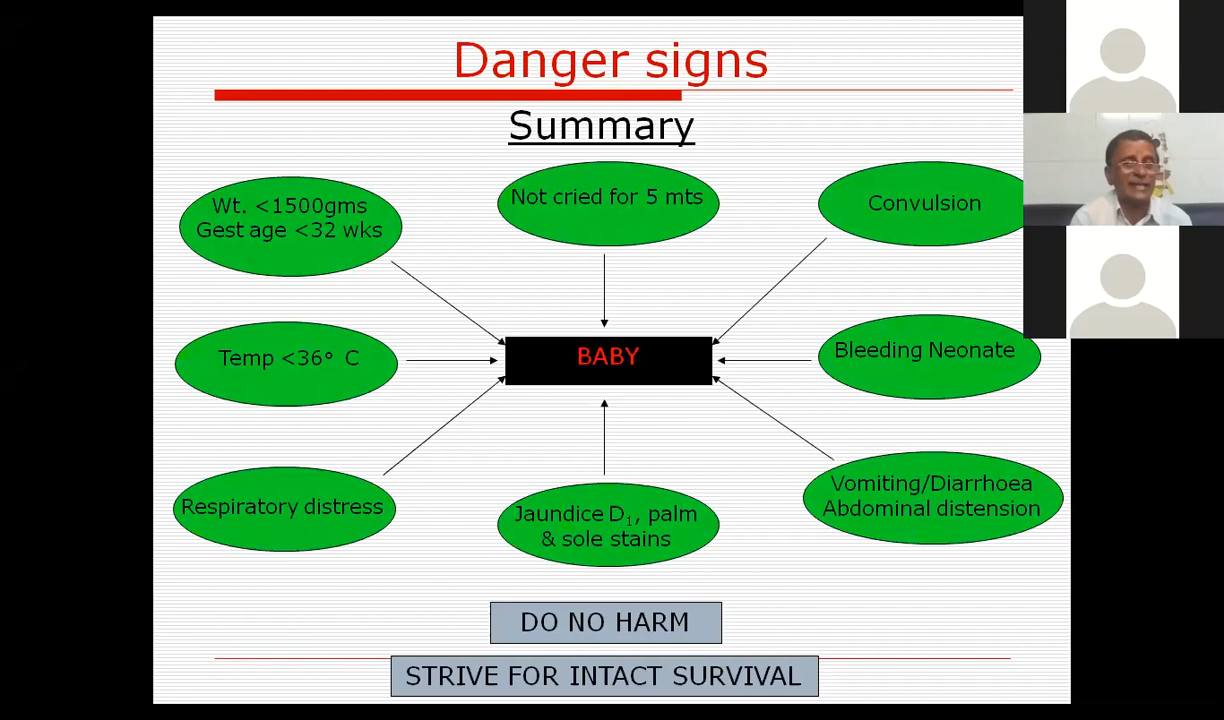 Danger signs
Summary
Wt. <1500gms
Gest age <32 wks
Not cried for 5 mts
Convulsion
Temp <36° C
BABY
Bleeding Neonate
Respiratory distress
Jaundice D₁, palm
& sole stains
Vomiting/Diarrhoea
Abdominal distension
DO NO HARM
STRIVE FOR INTACT SURVIVAL